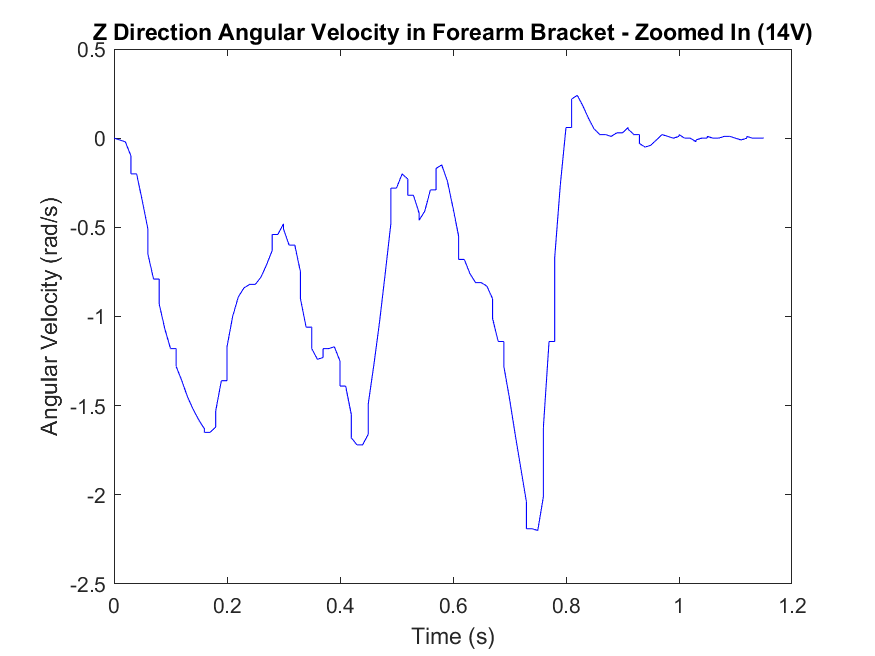 Z Direction Angular Velocity in Forearm Bracket - Zoomed In (14V)
0.5
0
-0.5
-1
-1.5
-2
-2.5
Angular Velocity (rad/s)
0 0.2 0.4 0.6 0.8 1 1.2
Time (s)